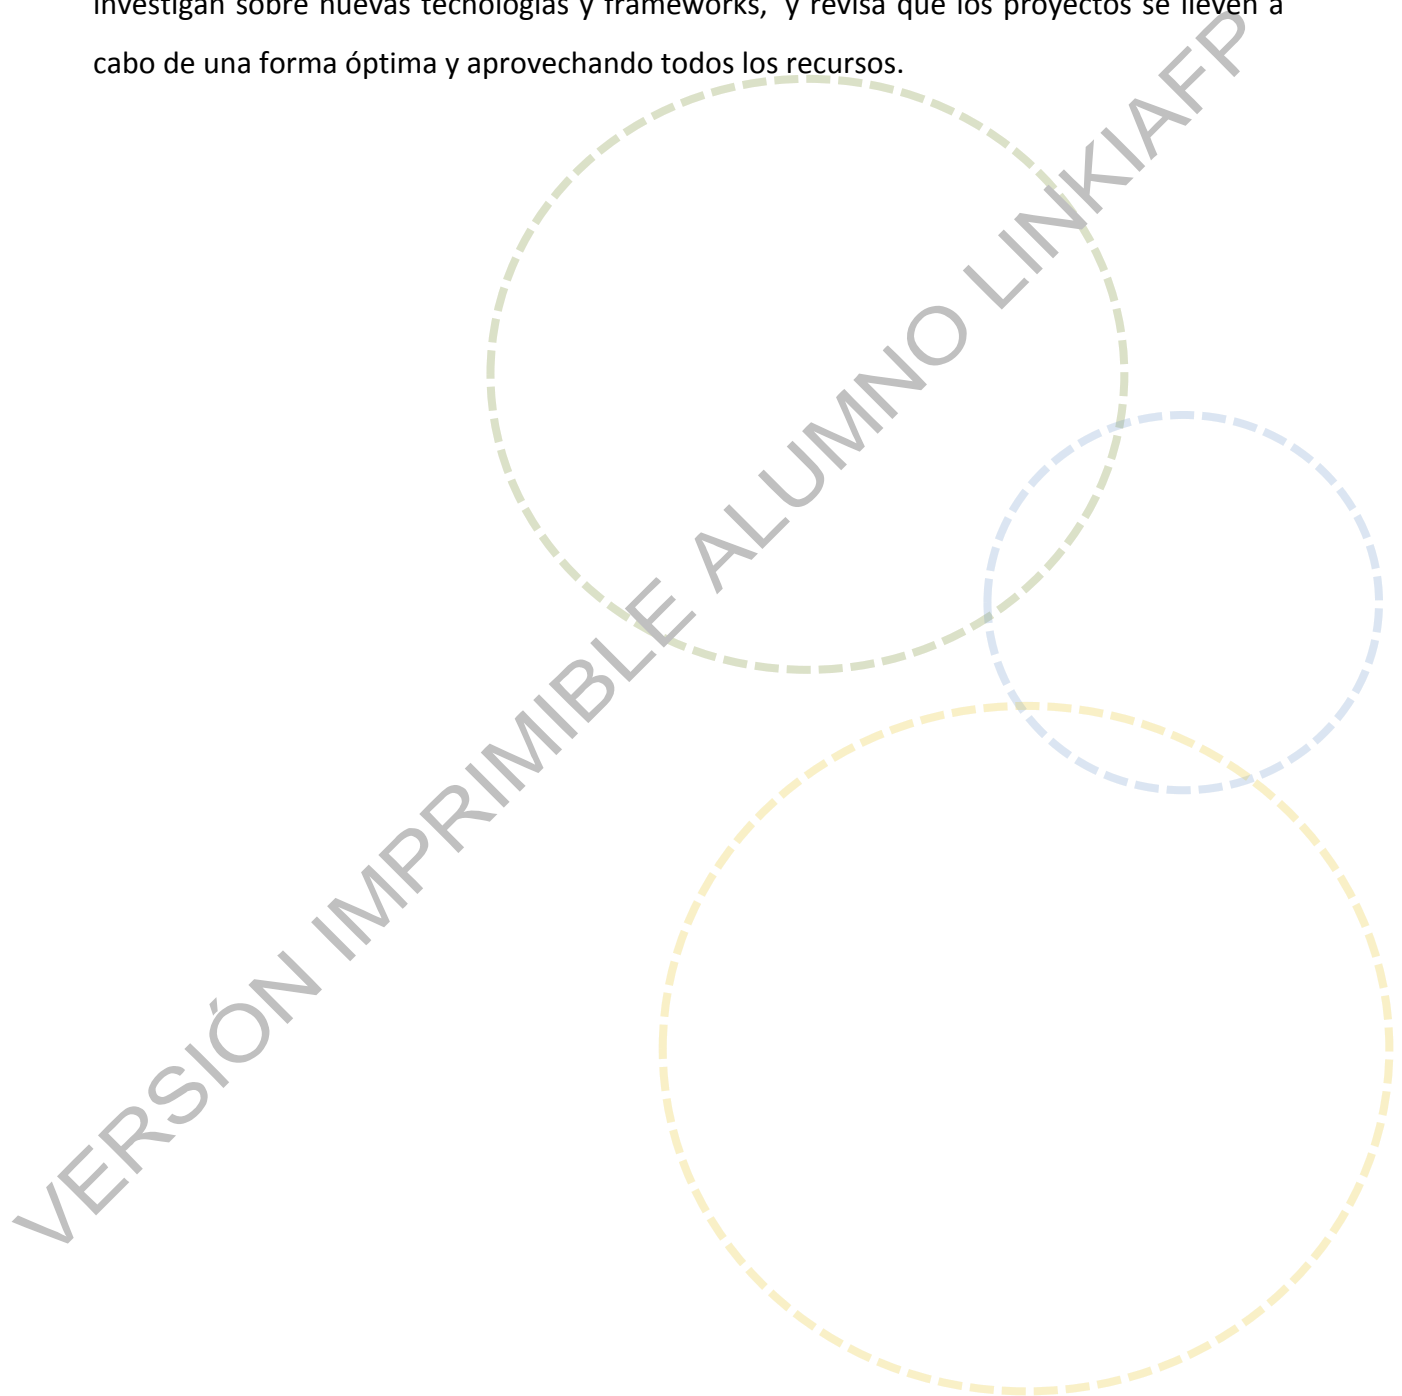 investigan sobre nuevas tecnologías y frameworks, y revisa que los proyectos se lleven a
cabo de una forma óptima y aprovechando todos los recursos.
VERSIÓN IMPRIMIBLE ALUMNO LINKIAFP